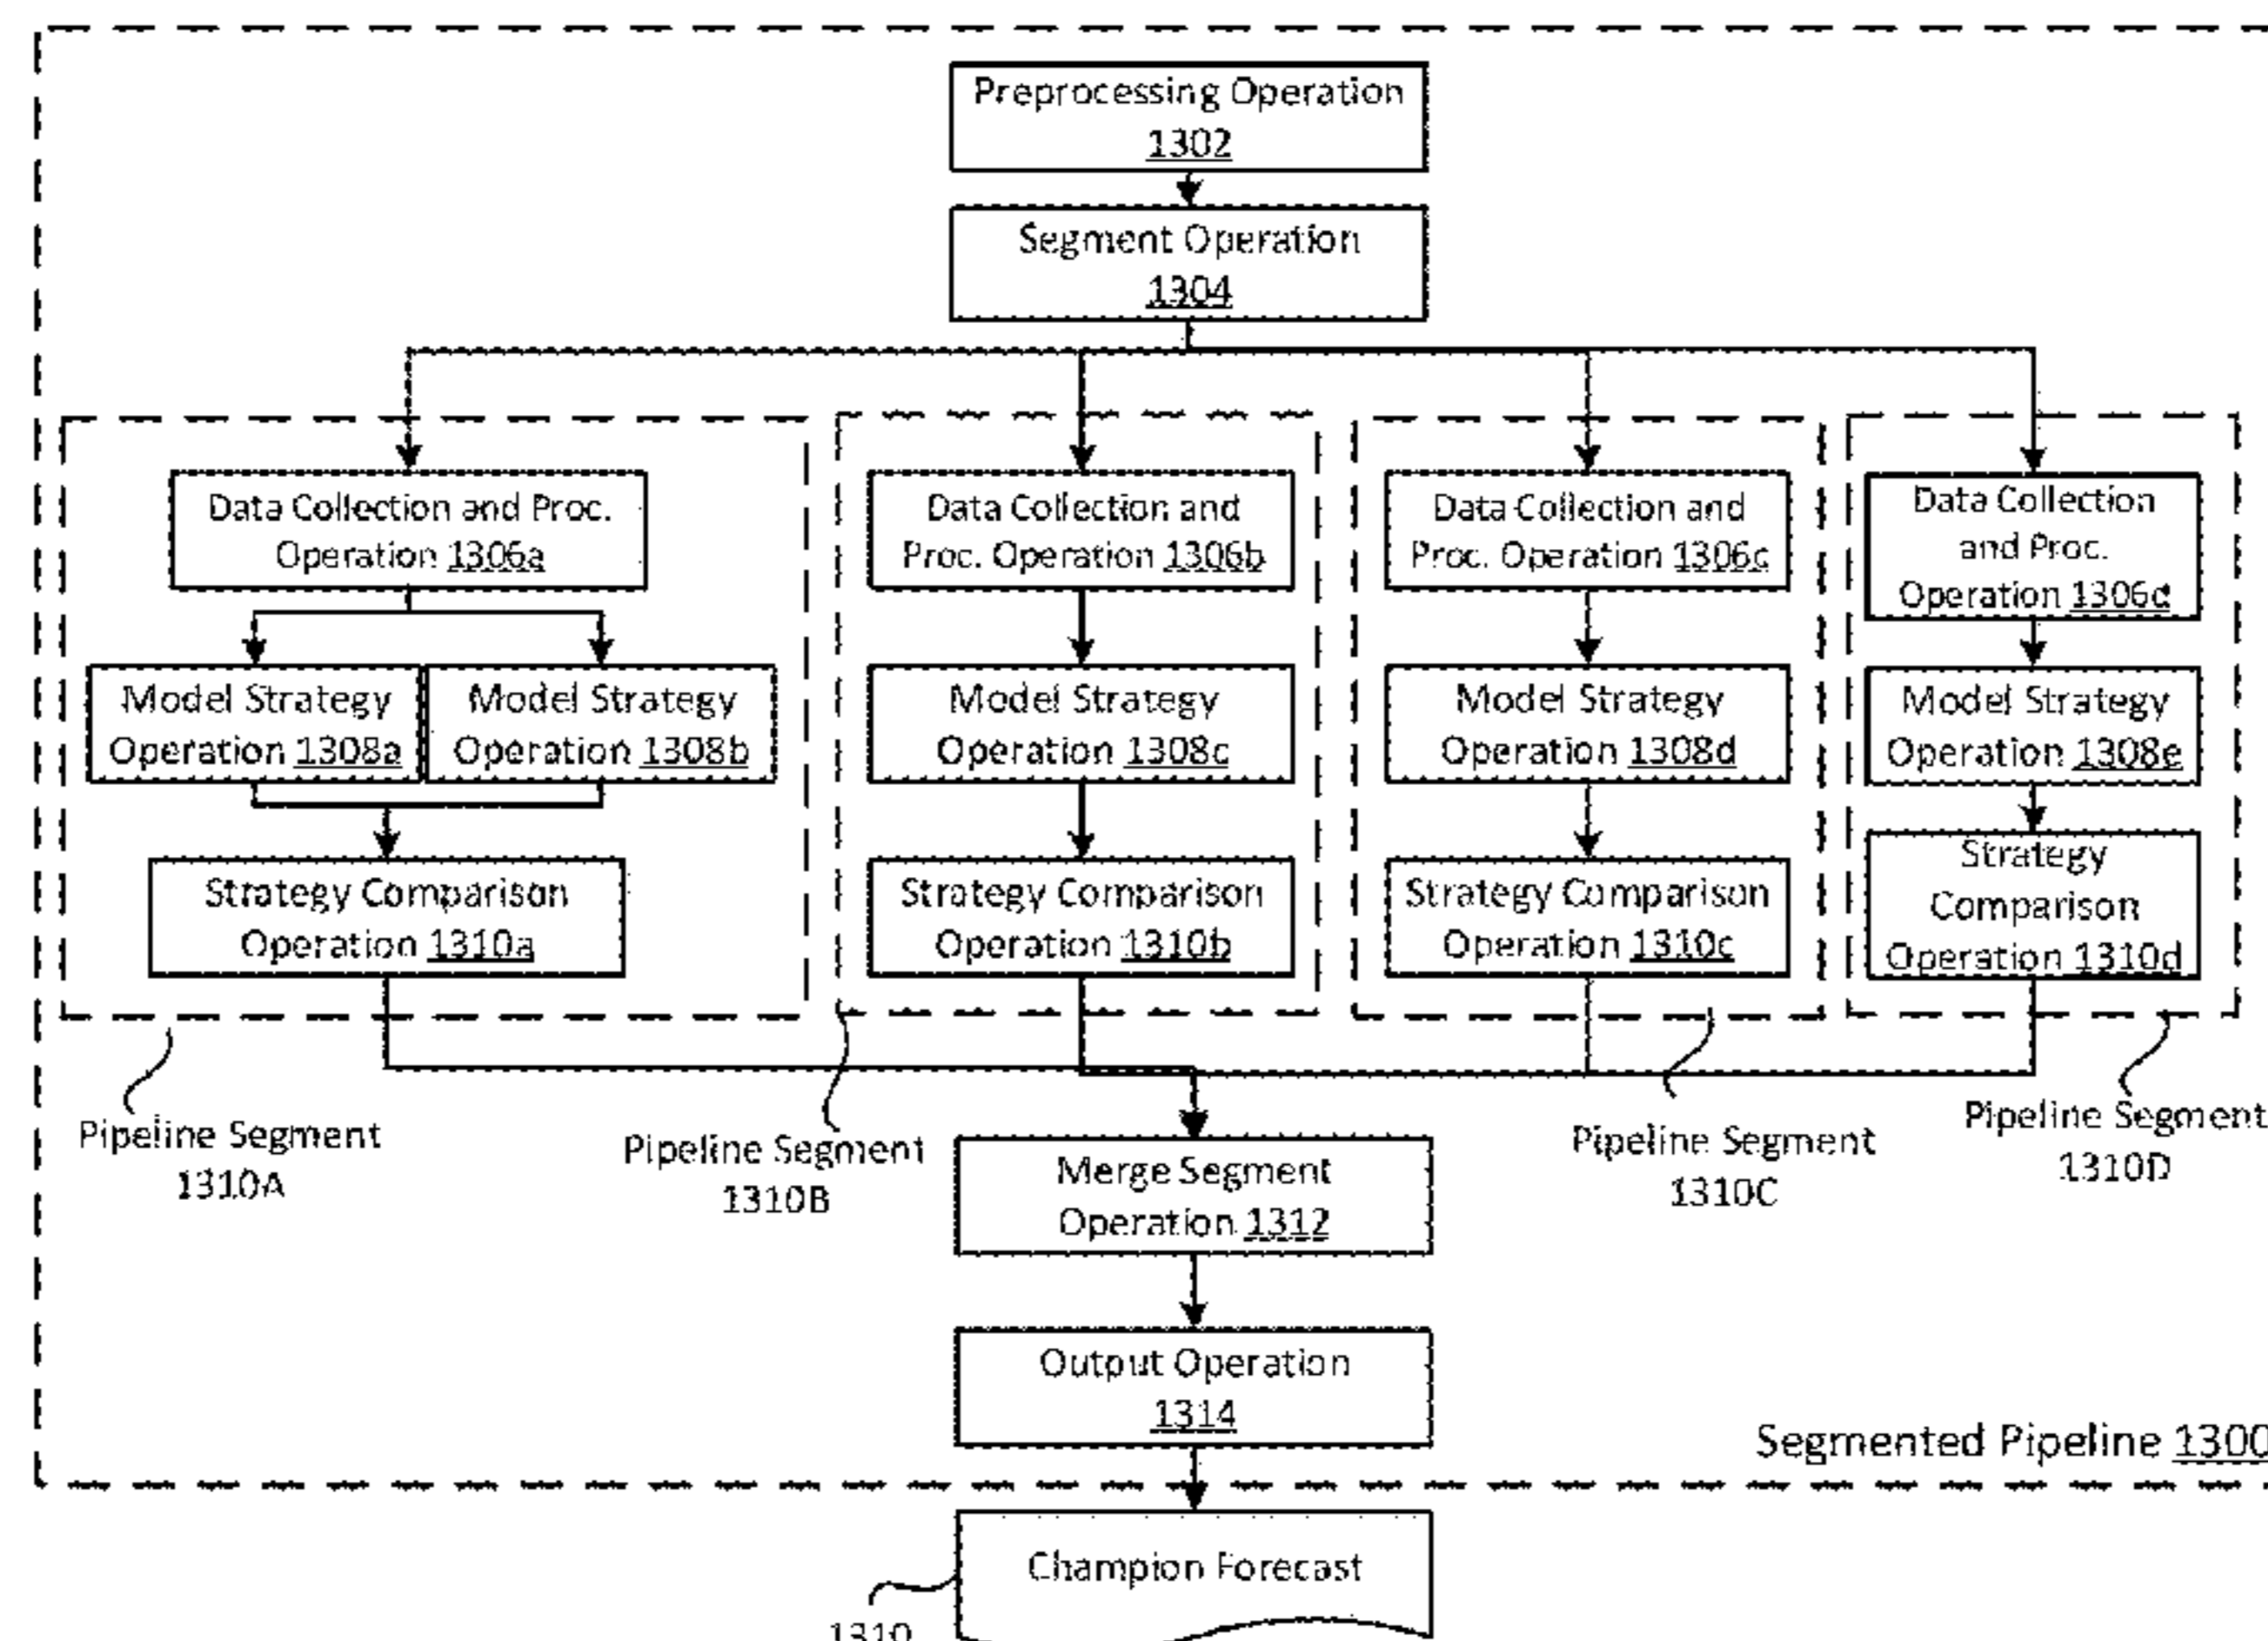 Preprocessing Operation
1302
Segment Operation
1304
Data Collection and Proc.
Operation 1306a
Data Collection and
Proc. Operation 1306b
Data Collection and
Proc. Operation 1306c
Data Collection
and Proc.
Operation 1306d
Model Strategy
Operation 1308a
Model Strategy
Operation 1308b
Model Strategy
Operation 1308c
Model Strategy
Operation 1308d
Model Strategy
Operation 1308e
Strategy Comparison
Operation 1310a
Strategy Comparison
Operation 1310b
Strategy Comparison
Operation 1310c
Strategy
Comparison
Operation 1310d
Pipeline Segment
1310A
Pipeline Segment
1310B
Pipeline Segment
1310C
Pipeline Segment
1310D
Merge Segment
Operation 1312
Output Operation
1314
Segmented Pipeline 1300
Champion Forecast
1310